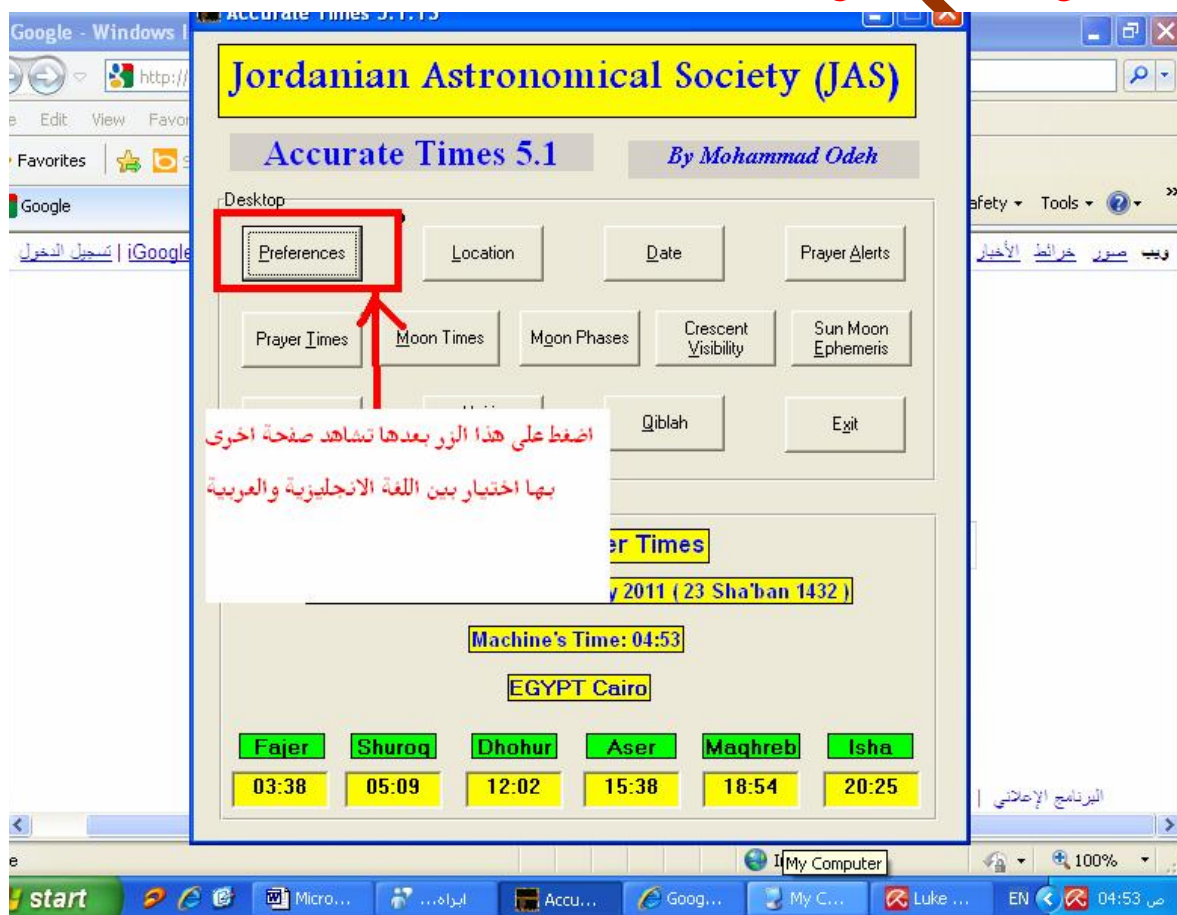 Accurate Times 5.1.13
Google - Windows I
http://
Edit View Favor
Favorites
Google
afety Tools
Jordanian Astronomical Society (JAS)
Accurate Times 5.1
By Mohammad Odeh
iGoogle | تسجيل الدخول
ويب صور خرائط الأخبار
Desktop
Preferences
Location
Date
Prayer Alerts
Prayer Times
Moon Times
Moon Phases
Crescent Visibility
Sun Moon Ephemeris
Qiblah
Exit
اضغط على هذا الزر بعدها تشاهد صفحة اخرى
بها اختيار بين اللغة الانجليزية والعربية
er Times
y 2011 ( 23 Sha'ban 1432 )
Machine's Time: 04:53
EGYPT Cairo
Fajer Shuroq Dhohur Aser Maghreb Isha
03:38 05:09 12:02 15:38 18:54 20:25
البرنامج الإعلاني |
My Computer
100%
start
Micro...
ابراه...
Accu...
Goog...
My C...
Luke ...
EN
04:53 ص